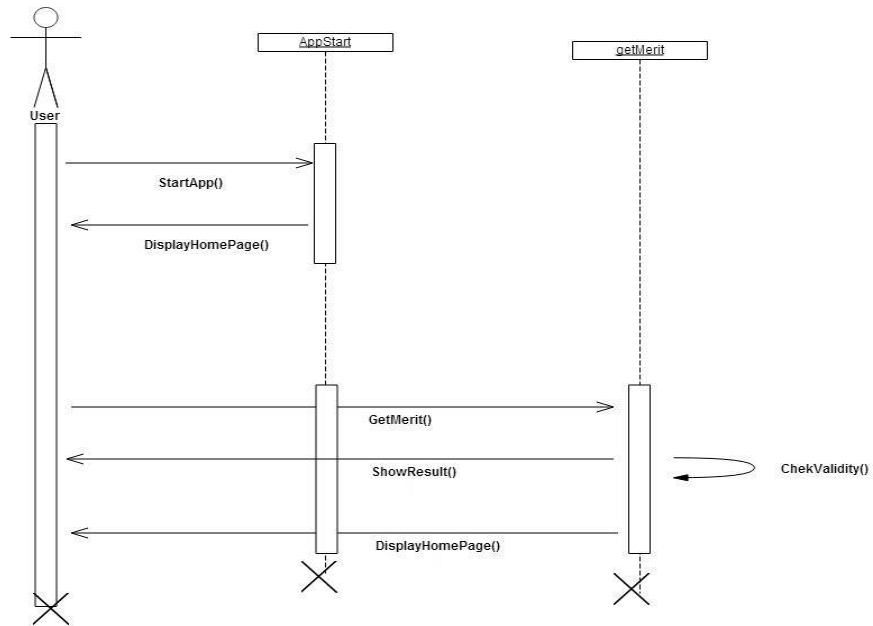 AppStart
getMerit
User
StartApp()
DisplayHomePage()
GetMerit()
ShowResult()
ChekValidity()
DisplayHomePage()